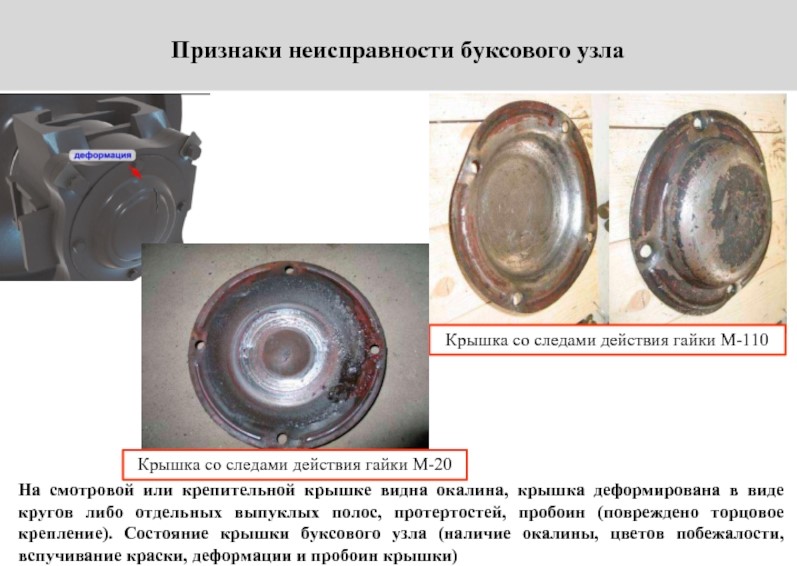 Признаки неисправности буксового узла
деформация
Крышка со следами действия гайки М-110
Крышка со следами действия гайки М-20
На смотровой или крепительной крышке видна окалина, крышка деформирована в виде
кругов либо отдельных выпуклых полос, протертостей, пробоин (повреждено торцовое
крепление). Состояние крышки буксового узла (наличие окалины, цветов побежалости,
вспучивание краски, деформации и пробоин крышки)